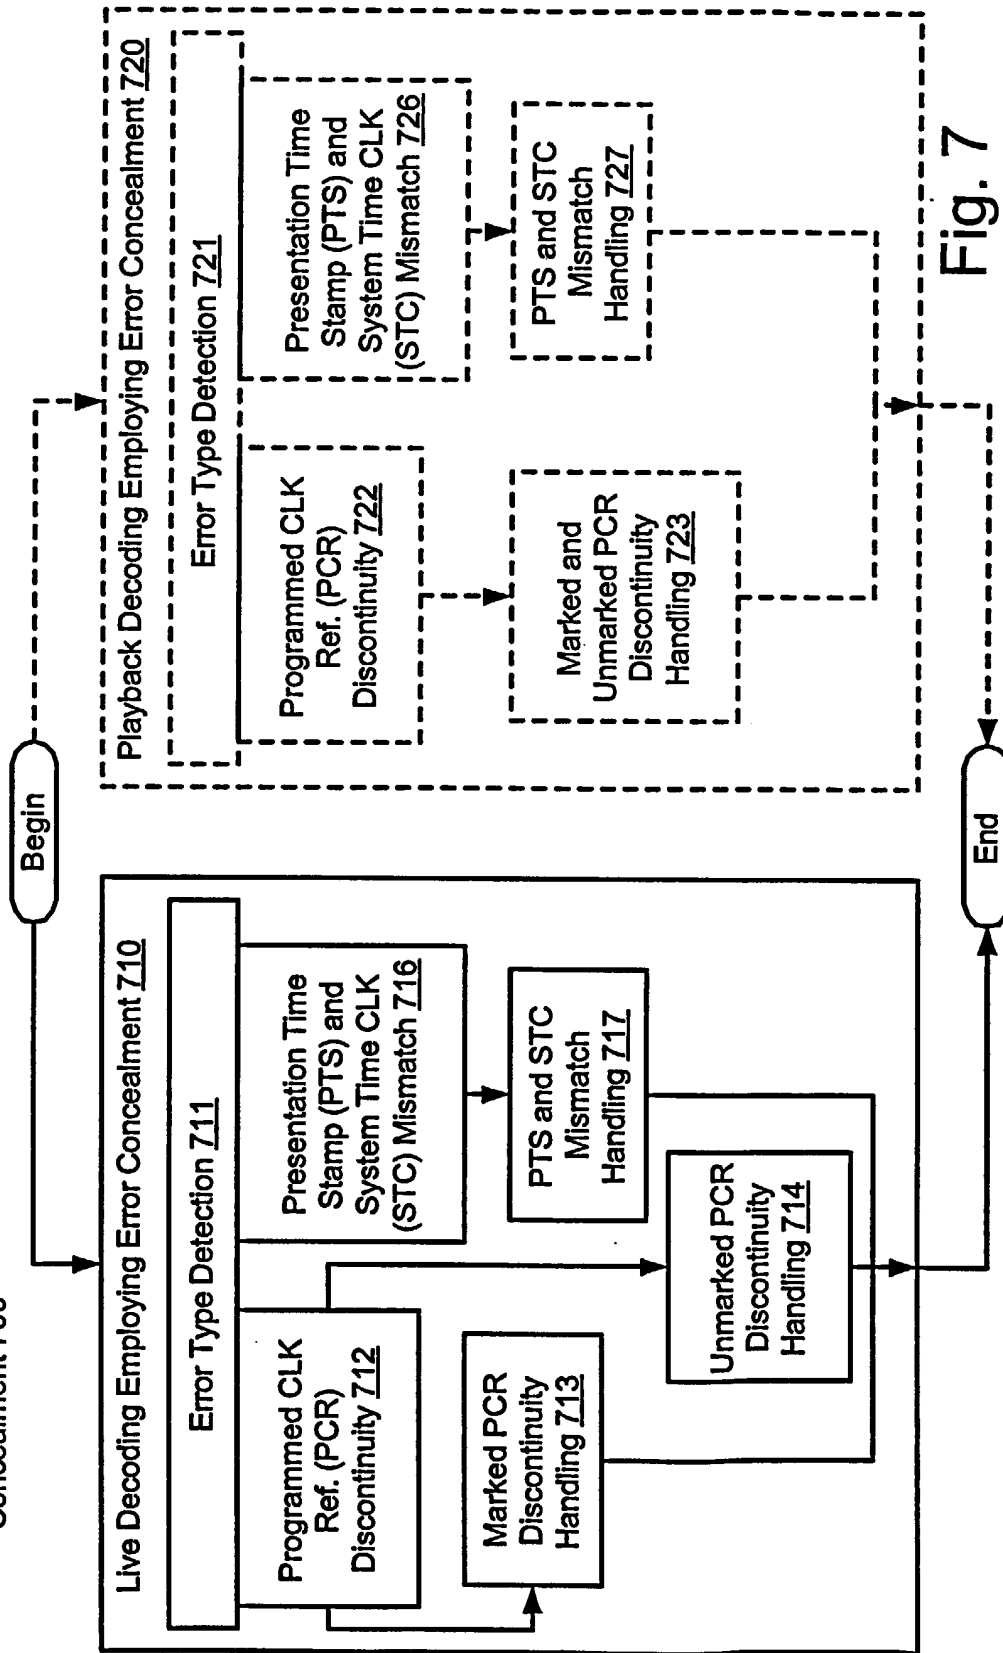 Begin
Live Decoding Employing Error Concealment 710
Error Type Detection 711
Programmed CLK
Ref. (PCR)
Discontinuity 712
Presentation Time
Stamp (PTS) and
System Time CLK
(STC) Mismatch 716
Marked PCR
Discontinuity
Handling 713
PTS and STC
Mismatch
Handling 717
Unmarked PCR
Discontinuity
Handling 714
Playback Decoding Employing Error Concealment 720
Error Type Detection 721
Programmed CLK
Ref. (PCR)
Discontinuity 722
Presentation Time
Stamp (PTS) and
System Time CLK
(STC) Mismatch 726
Marked and
Unmarked PCR
Discontinuity
Handling 723
PTS and STC
Mismatch
Handling 727
End
Fig. 7